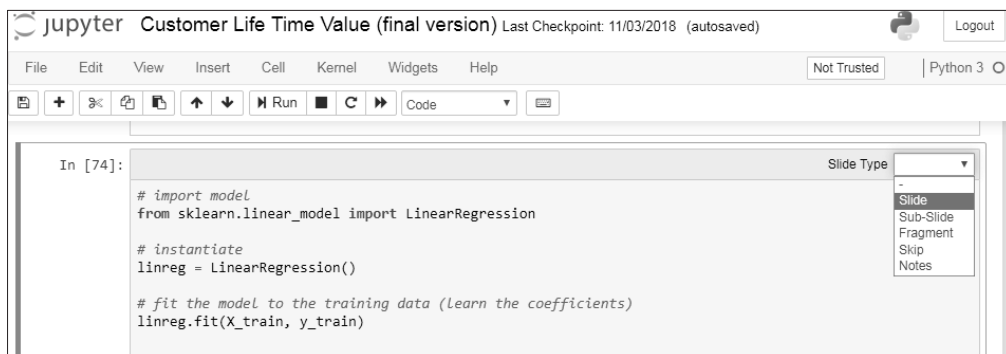 jupyter Customer Life Time Value (final version) Last Checkpoint: 11/03/2018 (autosaved) Logout
File Edit View Insert Cell Kernel Widgets Help Not Trusted Python 3
Run Code
In [74]: Slide Type
-
Slide
Sub-Slide
Fragment
Skip
Notes
# import model
from sklearn.linear_model import LinearRegression
# instantiate
linreg = LinearRegression()
# fit the model to the training data (learn the coefficients)
linreg.fit(X_train, y_train)